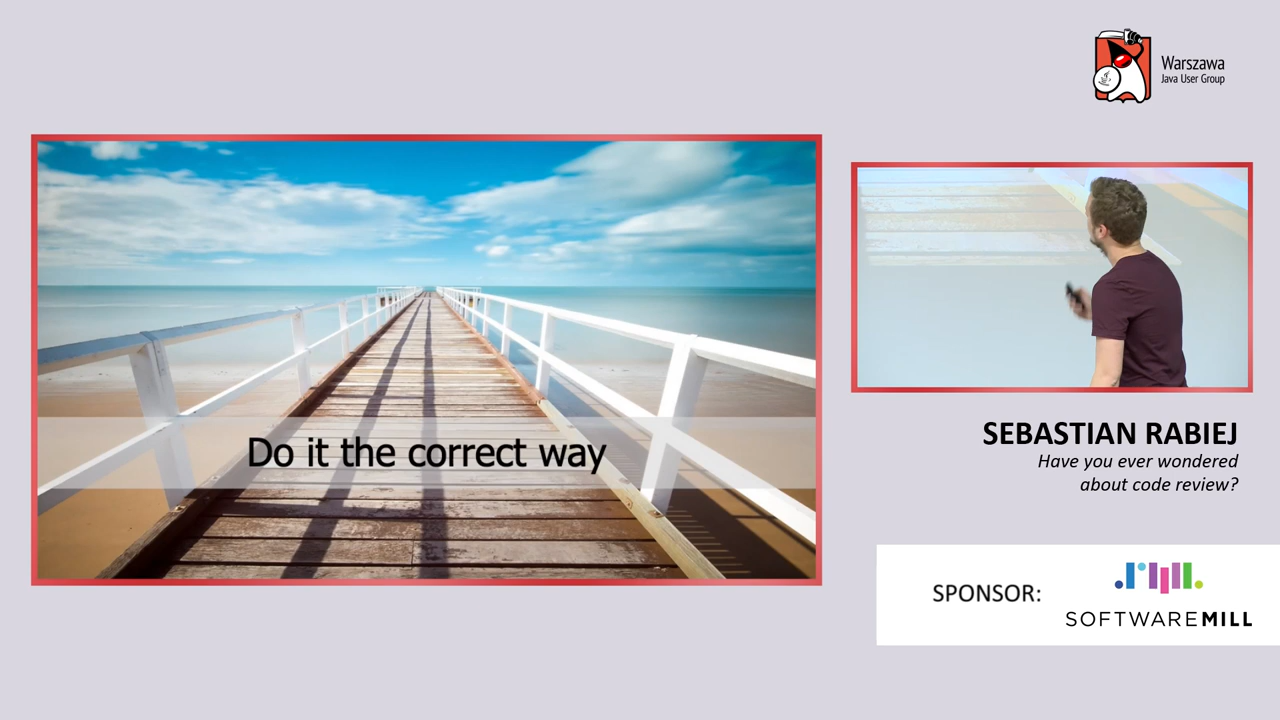 Warszawa
Java User Group
Do it the correct way
SEBASTIAN RABIEJ
Have you ever wondered
about code review?
SPONSOR:
SOFTWAREMILL